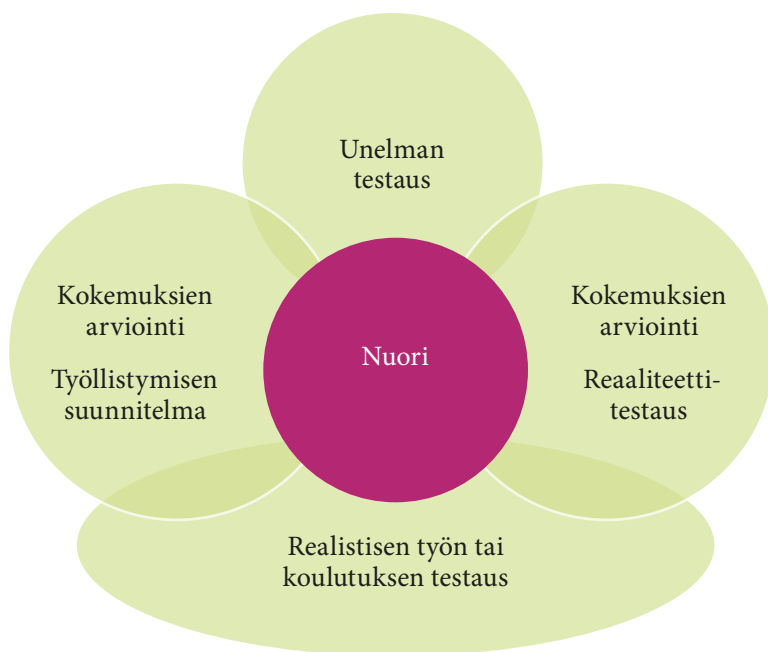 Unelman
testaus
Kokemuksien
arviointi
Työllistymisen
suunnitelma
Nuori
Kokemuksien
arviointi
Reaaliteetti-
testaus
Realistisen työn tai
koulutuksen testaus